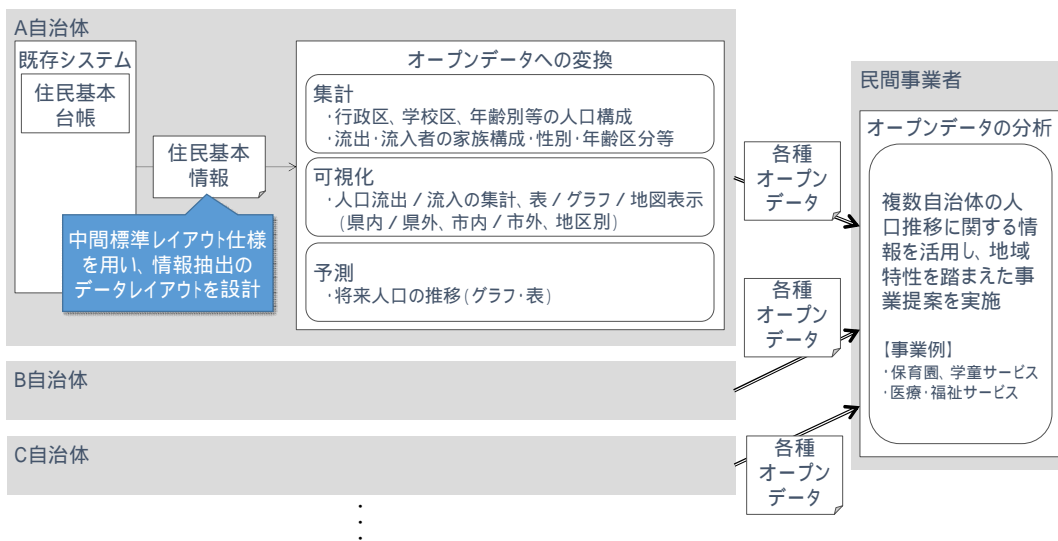 A自治体
既存システム
住民基本
台帳
住民基本
情報
中間標準レイアウト仕様
を用い、情報抽出の
データレイアウトを設計
オープンデータへの変換
集計
・行政区、学校区、年齢別等の人口構成
・流出・流入者の家族構成・性別・年齢区分等
可視化
・人口流出/流入の集計、表/グラフ/地図表示
(県内/県外、市内/市外、地区別)
予測
・将来人口の推移(グラフ・表)
各種
オープン
データ
B自治体
各種
オープン
データ
C自治体
各種
オープン
データ
・
・
・
民間事業者
オープンデータの分析
複数自治体の人
口推移に関する情
報を活用し、地域
特性を踏まえた事
業提案を実施
【事業例】
・保育園、学童サービス
・医療・福祉サービス